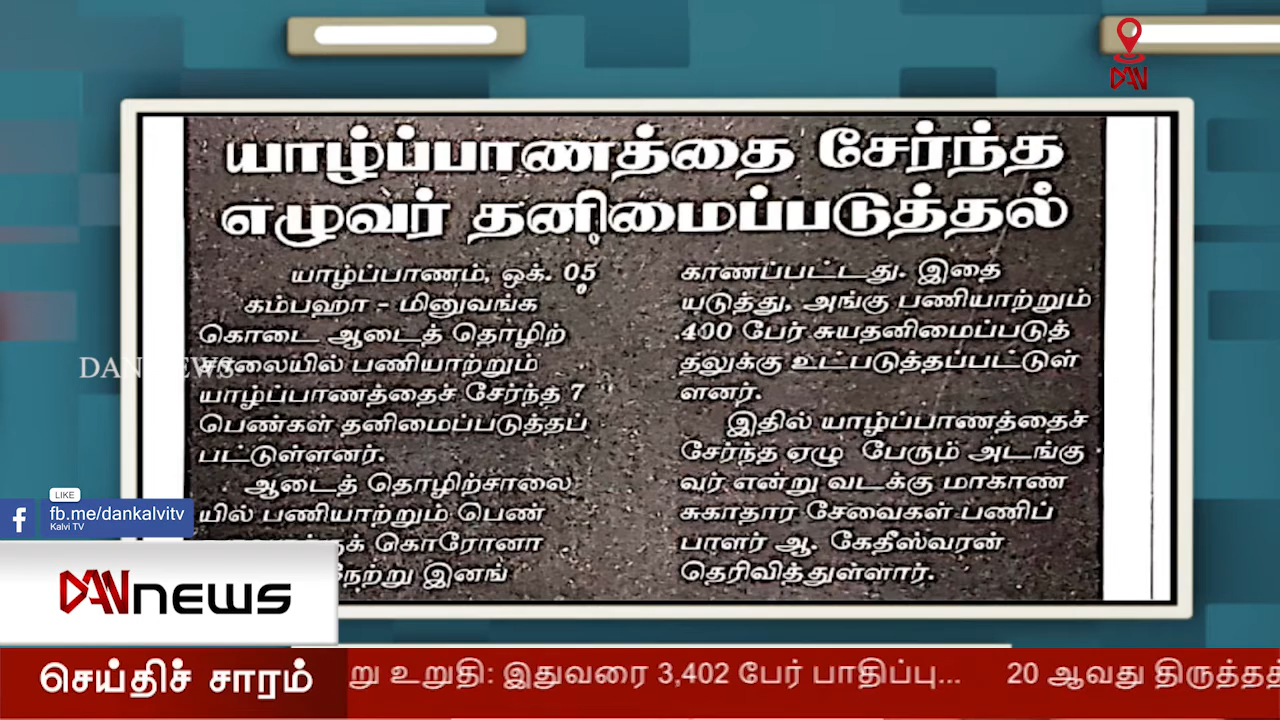 DAN
யாழ்ப்பாணத்தை சேர்ந்த
எழுவர் தனிமைப்படுத்தல்
யாழ்ப்பாணம், ஒக். 05
கம்பஹா - மினுவங்க
கொடை ஆடைத் தொழிற்
சாலையில் பணியாற்றும்
யாழ்ப்பாணத்தைச் சேர்ந்த 7
பெண்கள் தனிமைப்படுத்தப்
பட்டுள்ளனர்.
ஆடைத் தொழிற்சாலை
யில் பணியாற்றும் பெண்
கொரோனா
நேற்று இனங்
காணப்பட்டது. இதை
யடுத்து, அங்கு பணியாற்றும்
400 பேர் சுயதனிமைப்படுத்
தலுக்கு உட்படுத்தப்பட்டுள்
ளனர்.
இதில் யாழ்ப்பாணத்தைச்
சேர்ந்த ஏழு பேரும் அடங்கு
வர் என்று வடக்கு மாகாண
சுகாதார சேவைகள் பணிப்
பாளர் ஆ. கேதீஸ்வரன்
தெரிவித்துள்ளார்.
DAN NEWS
LIKE
fb.me/dankalvitv
Kalvi TV
DAN news
செய்திச் சாரம்
று உறுதி: இதுவரை 3,402 பேர் பாதிப்பு... 20 ஆவது திருத்தத்